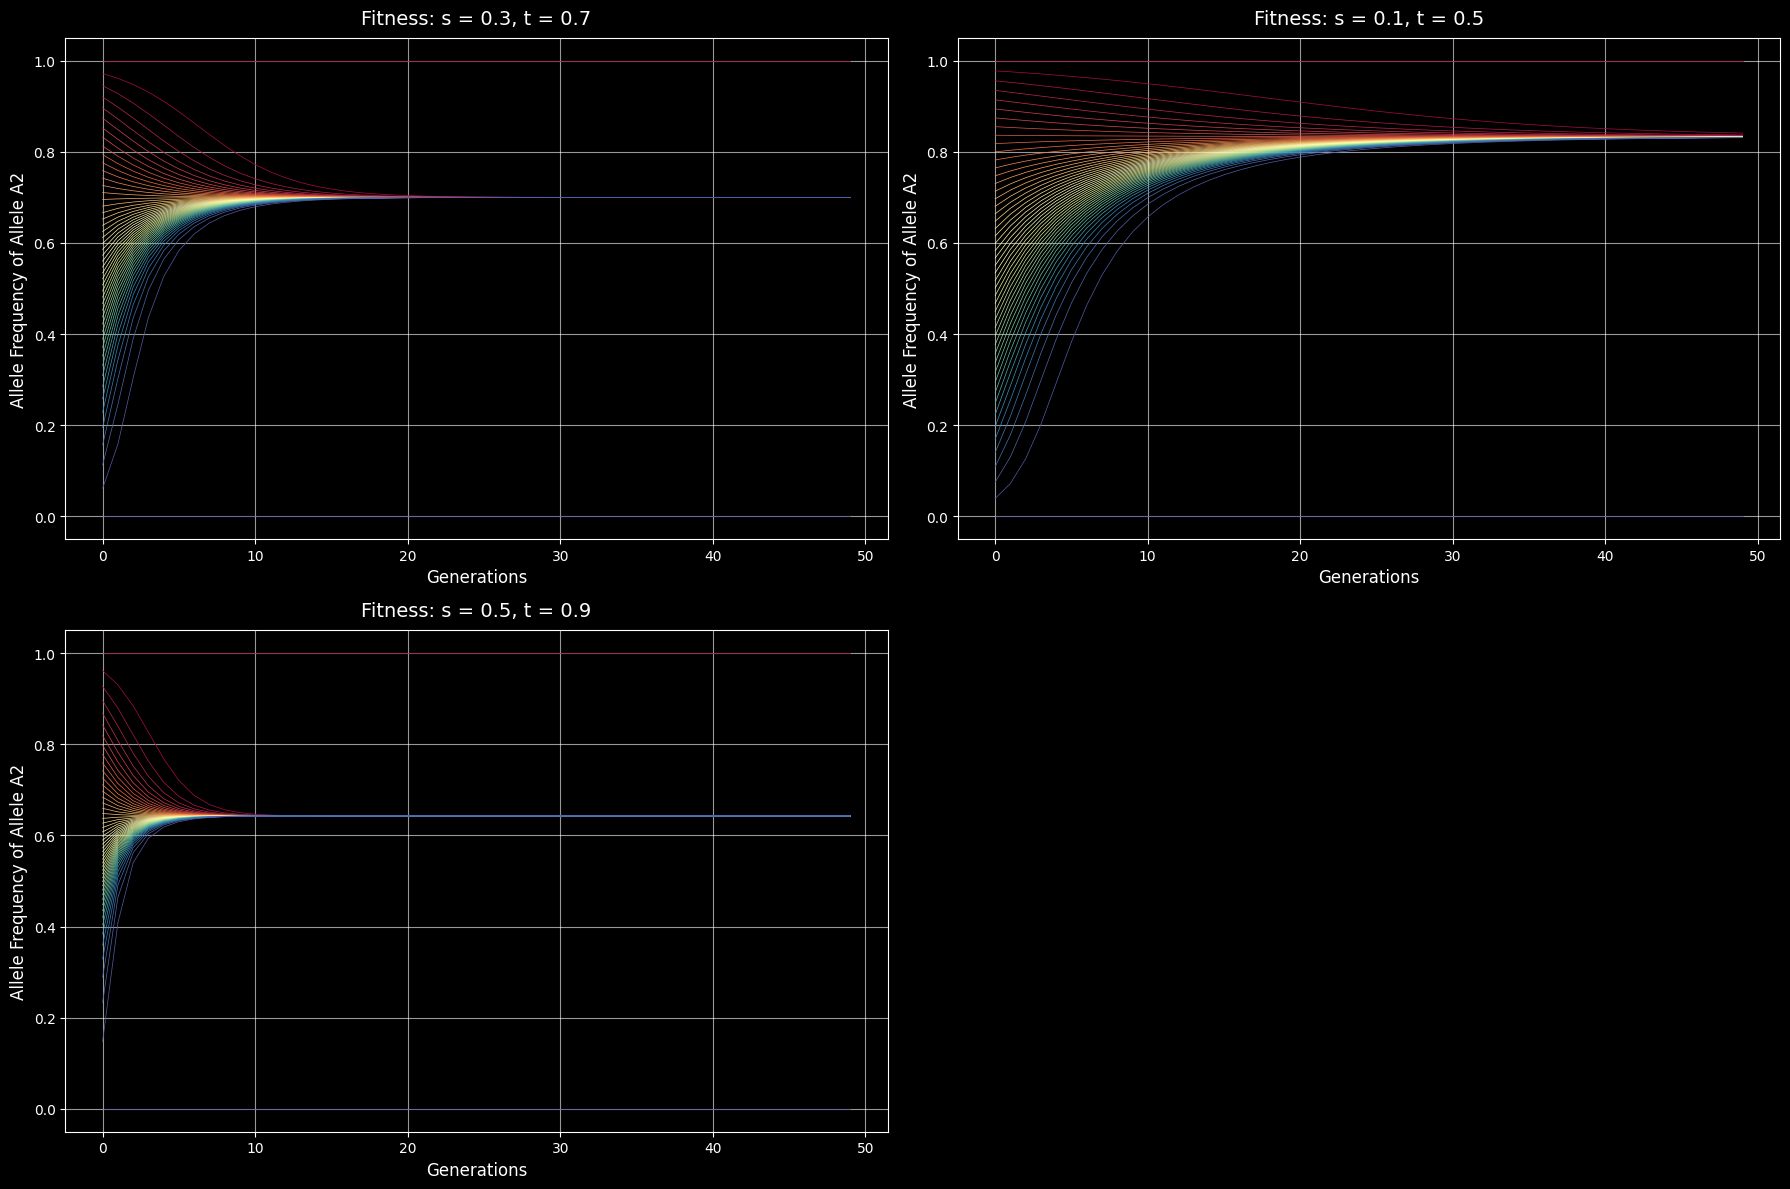 Fitness: s = 0.3, t = 0.7
Allele Frequency of Allele A2
1.0
0.8
0.6
0.4
0.2
0.0
0 10 20 30 40 50
Generations
Fitness: s = 0.1, t = 0.5
Allele Frequency of Allele A2
1.0
0.8
0.6
0.4
0.2
0.0
0 10 20 30 40 50
Generations
Fitness: s = 0.5, t = 0.9
Allele Frequency of Allele A2
1.0
0.8
0.6
0.4
0.2
0.0
0 10 20 30 40 50
Generations